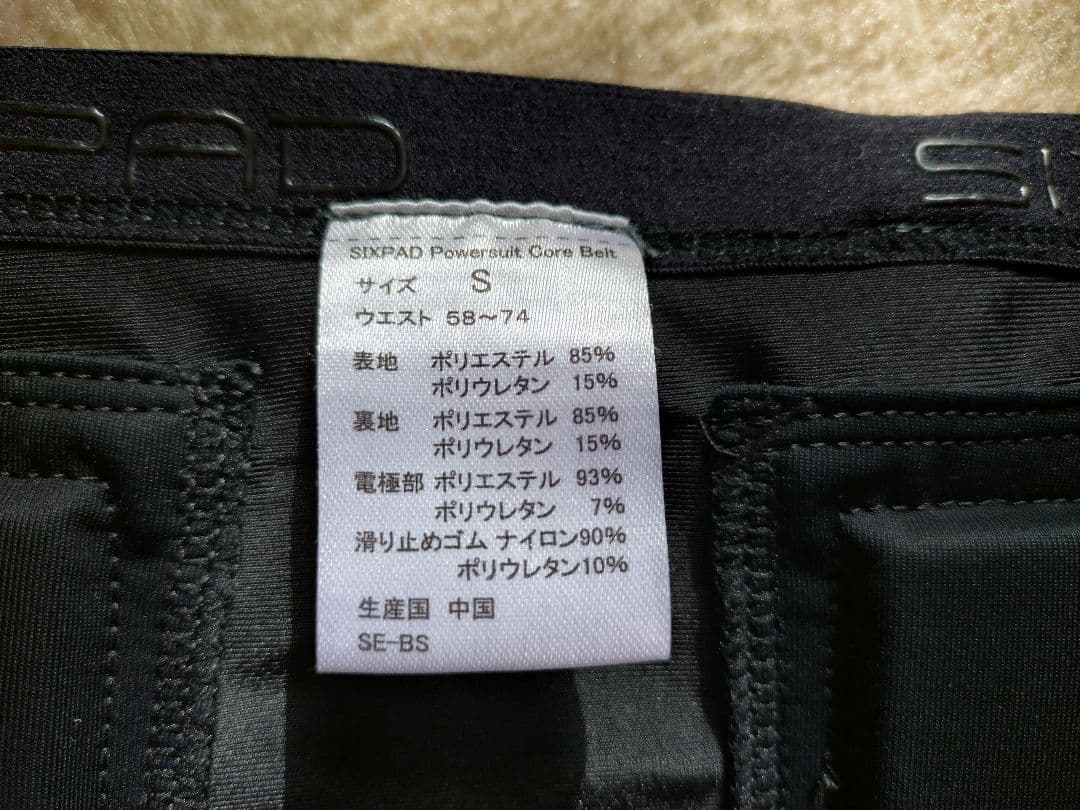 PAD
SIXPAD Powersuit Core Belt
サイズ S
ウエスト 58～74
表地 ポリエステル 85%
ポリウレタン 15%
裏地 ポリエステル 85%
ポリウレタン 15%
電極部 ポリエステル 93%
ポリウレタン 7%
滑り止めゴム ナイロン90%
ポリウレタン10%
生産国 中国
SE-BS